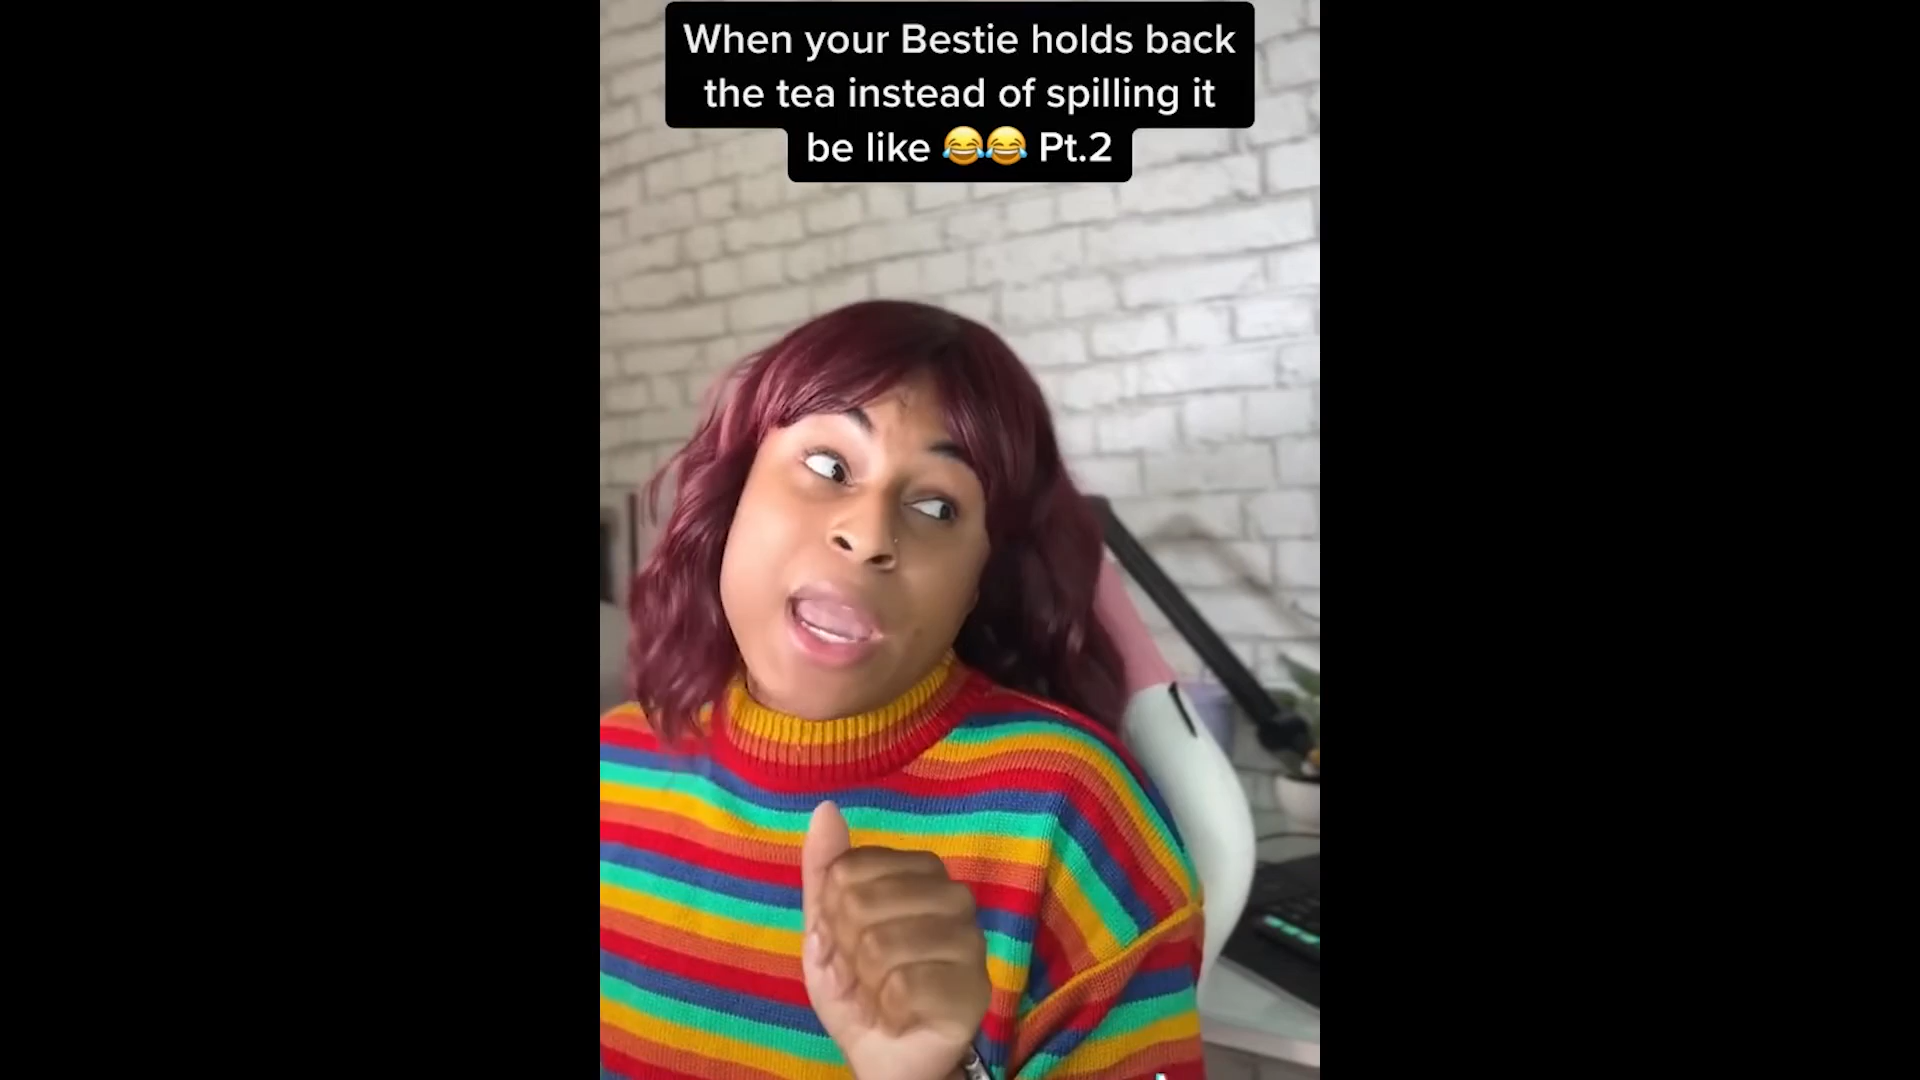 When your Bestie holds back
the tea instead of spilling it
be like 😂😂 Pt.2